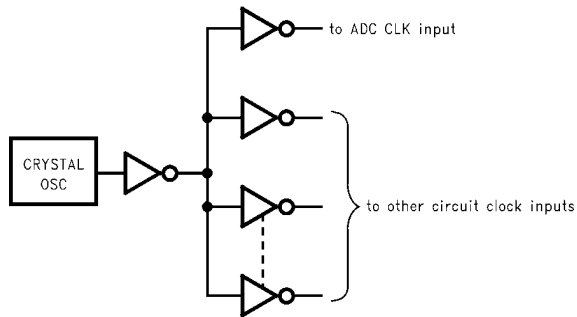 to ADC CLK input
CRYSTAL
OSC
to other circuit clock inputs